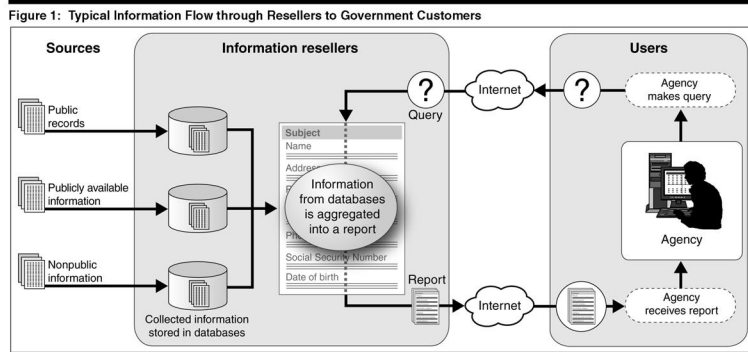 Figure 1: Typical Information Flow through Resellers to Government Customers
Sources
Information resellers
Users
Public
records
Publicly available
information
Nonpublic
information
Collected information
stored in databases
Subject
Name
Information
from databases
is aggregated
into a report
Social Security Number
Date of birth
?
Query
Internet
?
Agency
makes query
Agency
Report
Internet
Agency
receives report